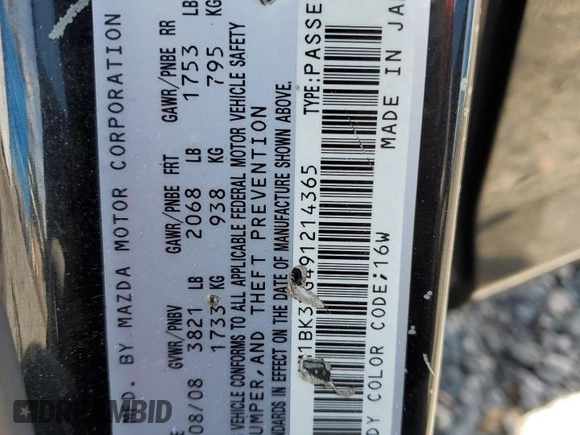 D. BY MAZDA MOTOR CORPORATION
08/08 GVWR/PNBV GAWR/PNBE FRT GAWR/PNBE RR
3821 LB 2068 LB 1753 LB
1733 KG 938 KG 795 KG
VEHICLE CONFORMS TO ALL APPLICABLE FEDERAL MOTOR VEHICLE SAFETY
UMPER, AND THEFT PREVENTION
NDARDS IN EFFECT ON THE DATE OF MANUFACTURE SHOWN ABOVE.
1BK3 G491214365 TYPE:PASSE
DY COLOR CODE;16W MADE IN JA
DREAMBID